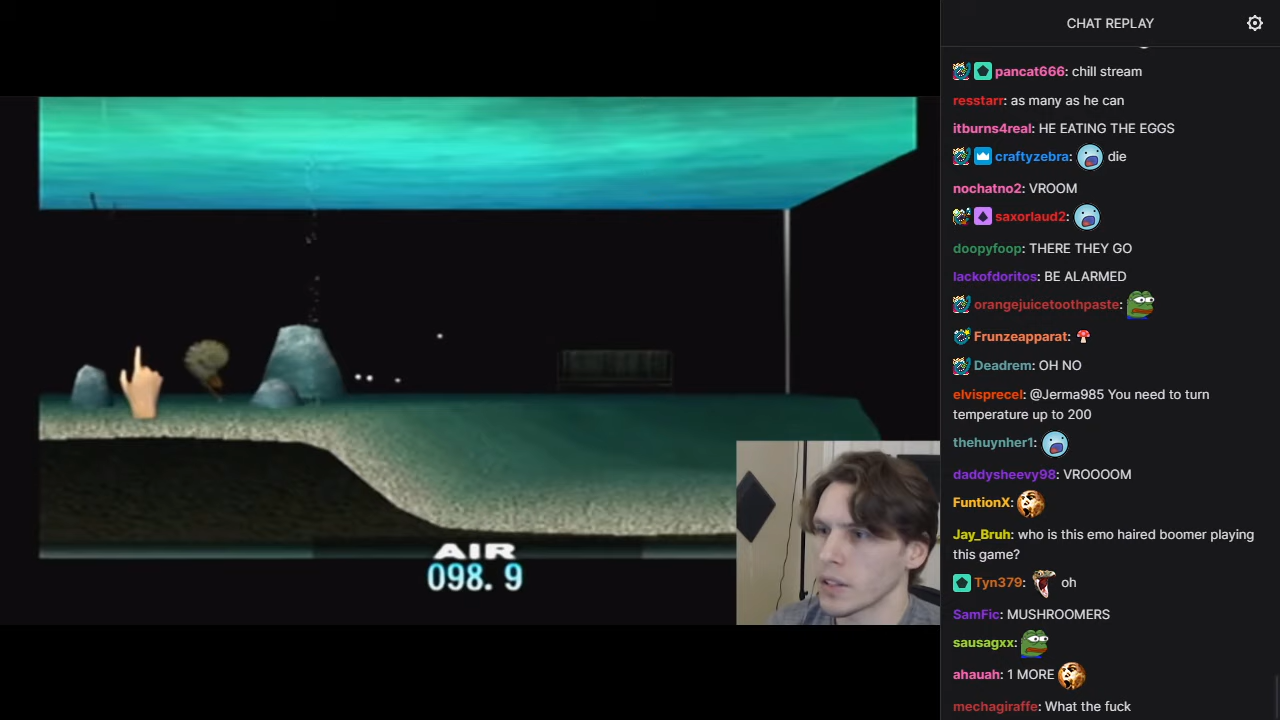 CHAT REPLAY
pancat666: chill stream
resstarr: as many as he can
itburns4real: HE EATING THE EGGS
craftyzebra: die
nochatno2: VROOM
saxorlaud2:
doopyfoop: THERE THEY GO
lackofdoritos: BE ALARMED
orangejuicetoothpaste:
Frunzeapparat:
Deadrem: OH NO
elvisprecel: @Jerma985 You need to turn
temperature up to 200
thehuynher1:
daddysheevy98: VROOOOM
FuntionX:
Jay_Bruh: who is this emo haired boomer playing
this game?
Tyn379: oh
SamFic: MUSHROOMERS
sausagxx:
ahauah: 1 MORE
mechagiraffe: What the fuck
AIR
098. 9